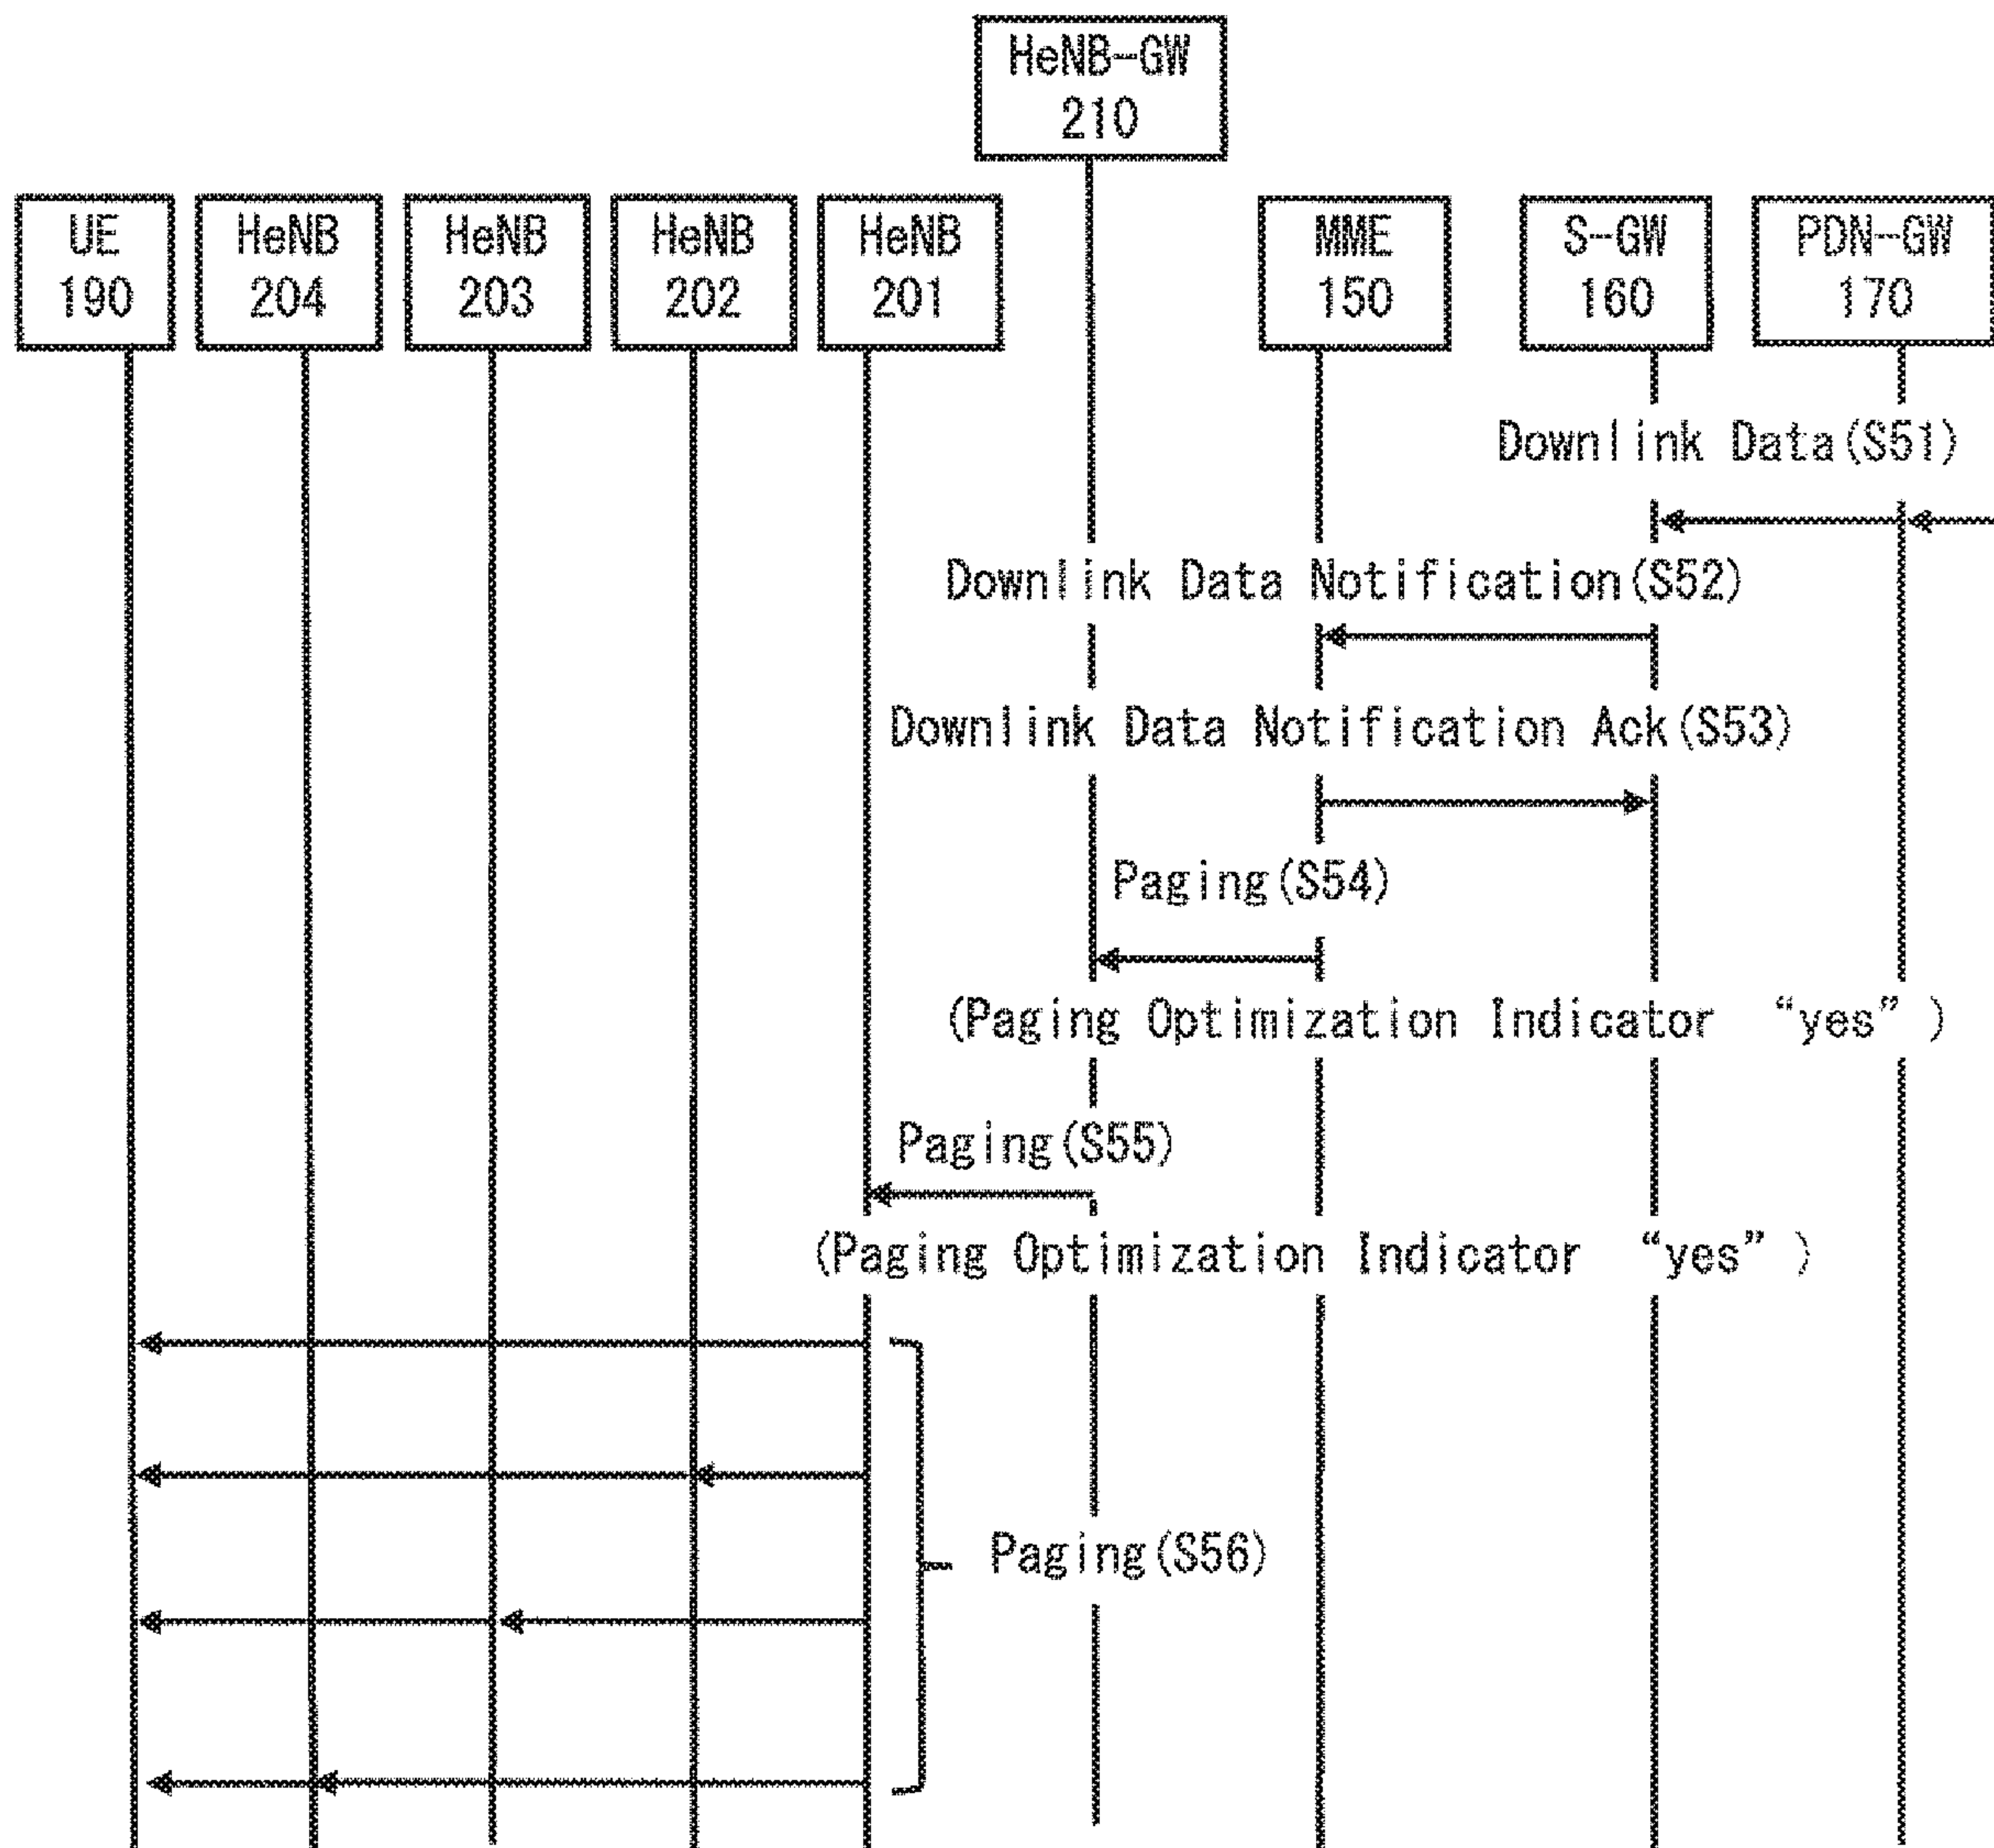 HeNB-GW
210
UE
190
HeNB
204
HeNB
203
HeNB
202
HeNB
201
MME
150
S-GW
160
PDN-GW
170
Downlink Data(S51)
Downlink Data Notification(S52)
Downlink Data Notification Ack(S53)
Paging(S54)
(Paging Optimization Indicator “yes” )
Paging(S55)
(Paging Optimization Indicator “yes” )
Paging(S56)